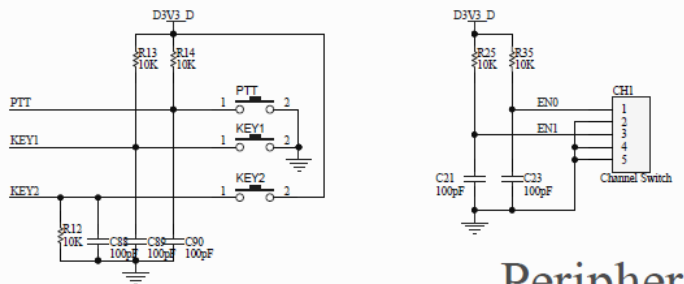 D3V3_D
R13
10K
R14
10K
PTT
1
PTT
2
KEY1
1
KEY1
2
KEY2
1
KEY2
2
R12
10K
C88
100pF
C89
100pF
C90
100pF
D3V3_D
R25
10K
R35
10K
EN0
EN1
CH1
1
2
3
4
5
Channel Switch
C21
100pF
C23
100pF
Peripher